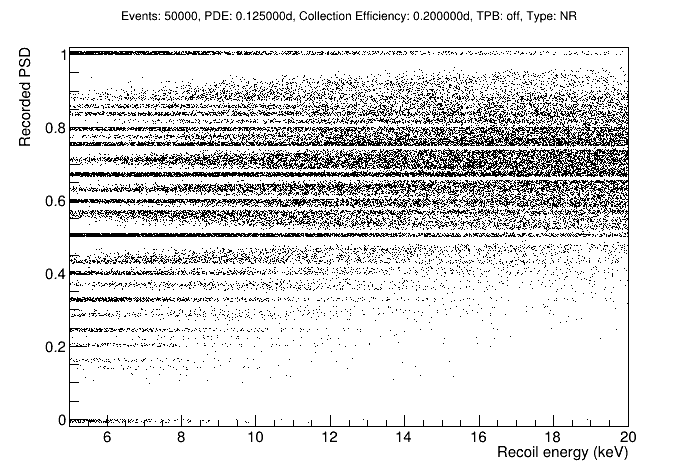 Events: 50000, PDE: 0.125000d, Collection Efficiency: 0.200000d, TPB: off, Type: NR
Recorded PSD
1
0.8
0.6
0.4
0.2
0
6 8 10 12 14 16 18 20
Recoil energy (keV)